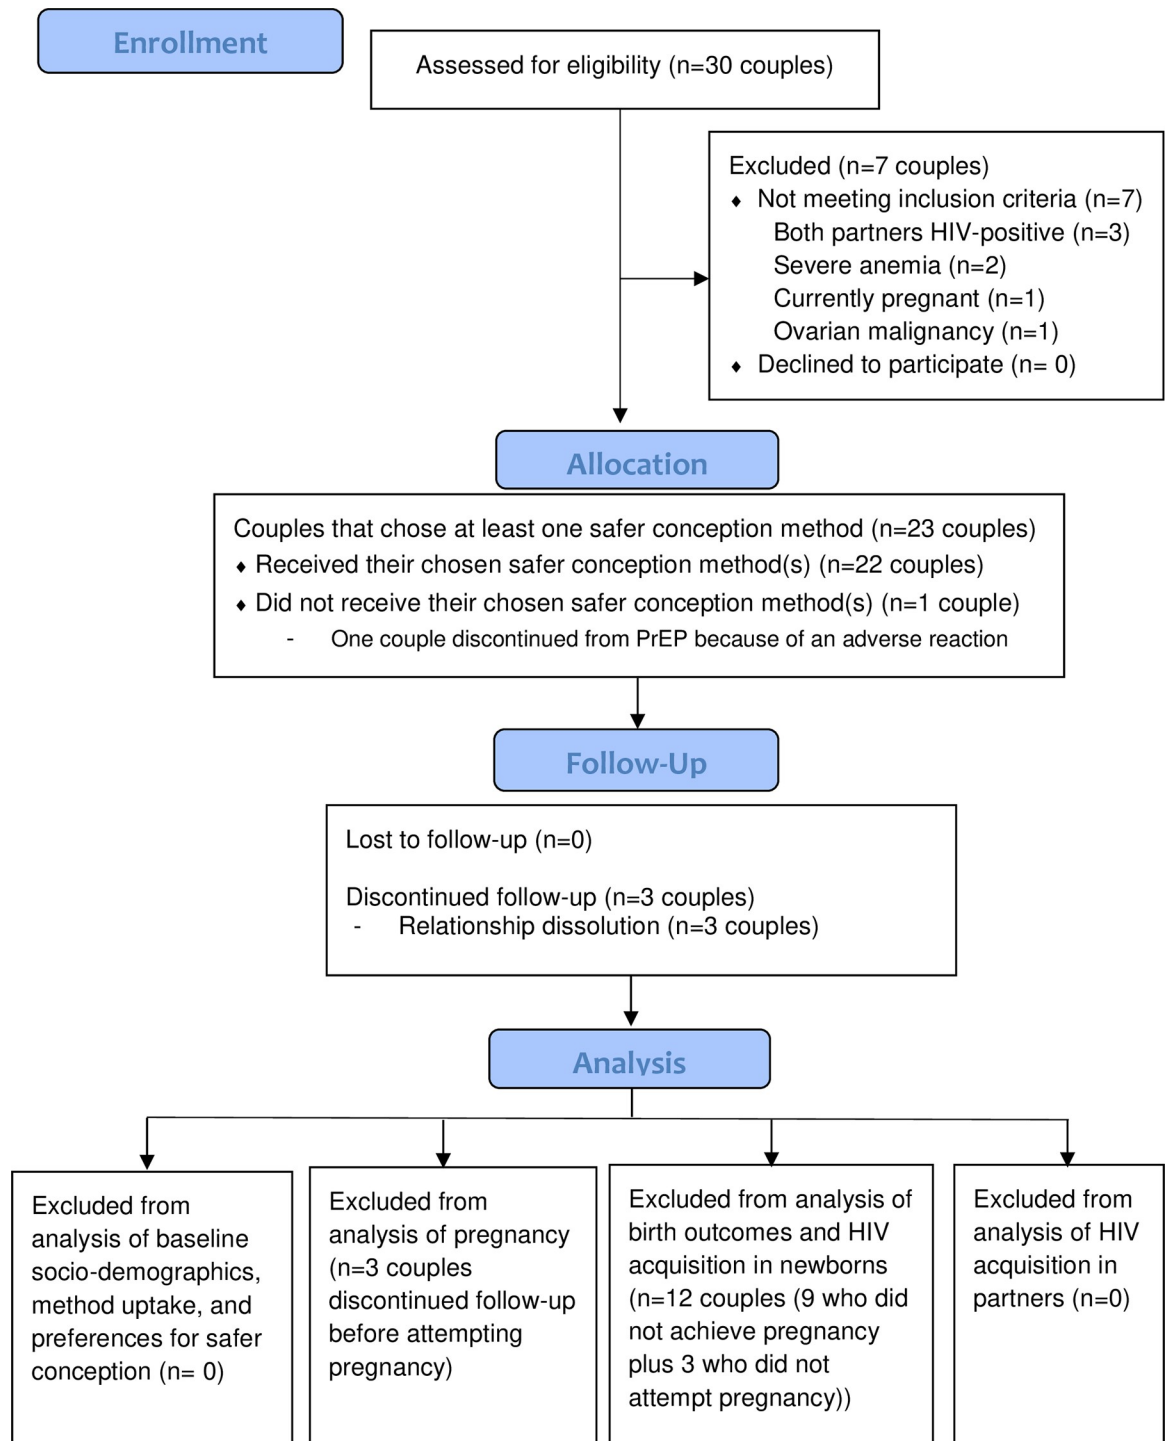 Enrollment
Assessed for eligibility (n=30 couples)
Excluded (n=7 couples)
♦ Not meeting inclusion criteria (n=7)
Both partners HIV-positive (n=3)
Severe anemia (n=2)
Currently pregnant (n=1)
Ovarian malignancy (n=1)
♦ Declined to participate (n= 0)
Allocation
Couples that chose at least one safer conception method (n=23 couples)
♦ Received their chosen safer conception method(s) (n=22 couples)
♦ Did not receive their chosen safer conception method(s) (n=1 couple)
- One couple discontinued from PrEP because of an adverse reaction
Follow-Up
Lost to follow-up (n=0)
Discontinued follow-up (n=3 couples)
- Relationship dissolution (n=3 couples)
Analysis
Excluded from
analysis of baseline
socio-demographics,
method uptake, and
preferences for safer
conception (n= 0)
Excluded from
analysis of pregnancy
(n=3 couples
discontinued follow-up
before attempting
pregnancy)
Excluded from analysis of
birth outcomes and HIV
acquisition in newborns
(n=12 couples (9 who did
not achieve pregnancy
plus 3 who did not
attempt pregnancy))
Excluded from
analysis of HIV
acquisition in
partners (n=0)